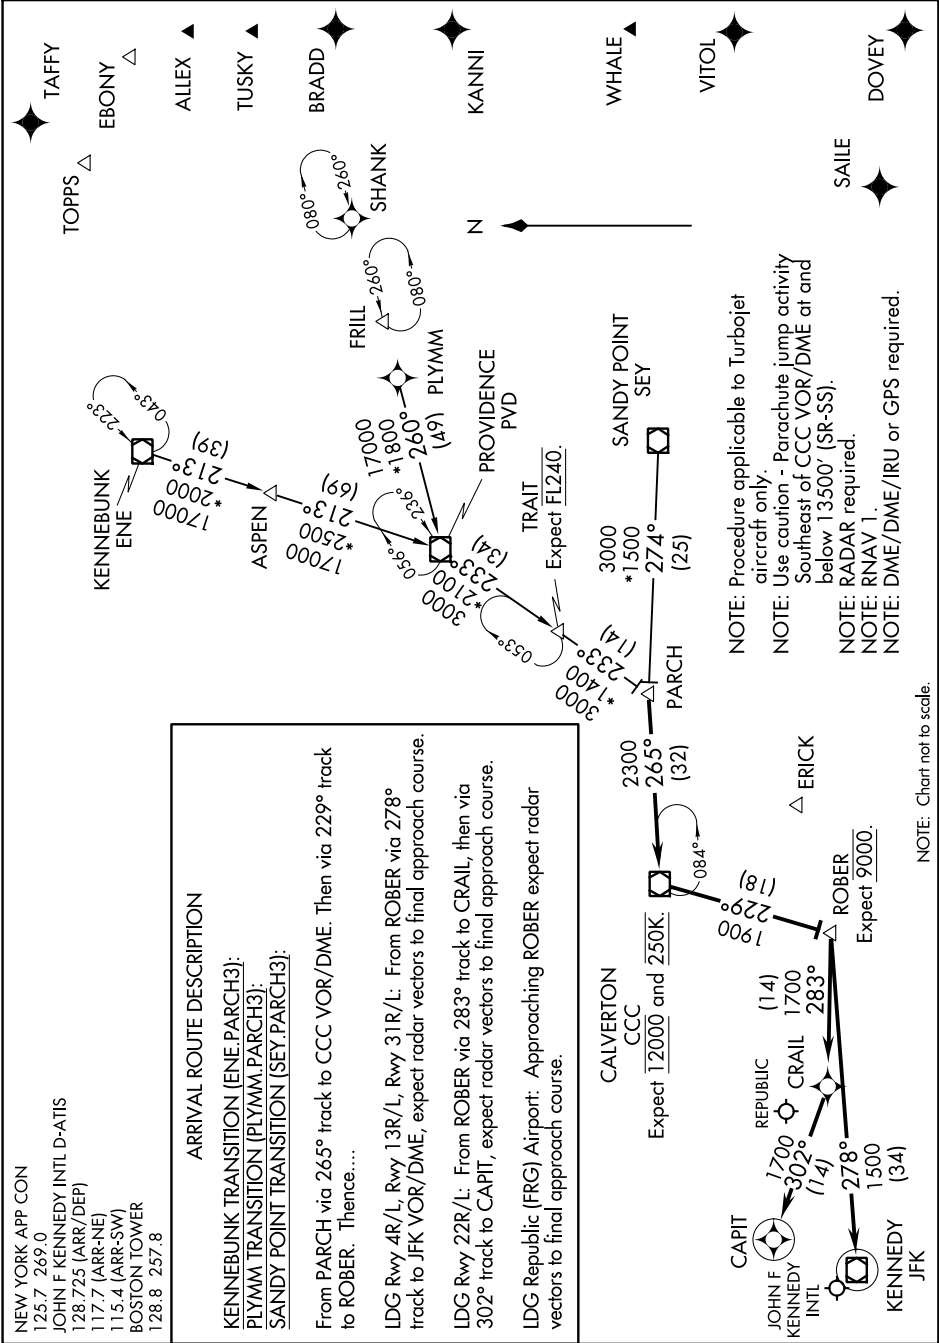 NEW YORK APP CON
125.7 269.0
JOHN F KENNEDY INTL D-ATIS
128.725 (ARR/DEP)
117.7 (ARR-NE)
115.4 (ARR-SW)
BOSTON TOWER
128.8 257.8
ARRIVAL ROUTE DESCRIPTION
KENNEBUNK TRANSITION (ENE.PARCH3):
PLYMM TRANSITION (PLYMM.PARCH3):
SANDY POINT TRANSITION (SEY.PARCH3):
From PARCH via 265° track to CCC VOR/DME. Then via 229° track
to ROBER. Thence....
LDG Rwy 4R/L, Rwy 13R/L, Rwy 31R/L: From ROBER via 278°
track to JFK VOR/DME, expect radar vectors to final approach course.
LDG Rwy 22R/L: From ROBER via 283° track to CRAIL, then via
302° track to CAPIT, expect radar vectors to final approach course.
LDG Republic (FRG) Airport: Approaching ROBER expect radar
vectors to final approach course.
TAFFY
TOPPS
EBONY
ALLEX
TUSKY
BRADD
KANNI
WHALE
VITOL
DOVEY
SAILE
KENNEBUNK
ENE
223°
043°
(39)
213°
*2000
17000
ASPEN
(69)
213°
*2500
17000
SHANK
080°
260°
FRILL
260°
080°
PLYMM
17000
*1800
260°
(49)
PROVIDENCE
PVD
236°
056°
(34)
233°
*2100
3000
TRAIT
Expect FL240.
053°
(14)
233°
*1400
3000
N
SANDY POINT
SEY
3000
*1500
274°
(25)
PARCH
2300
265°
(32)
CALVERTON
CCC
Expect 12000 and 250K.
084°
(18)
229°
1900
ERICK
ROBER
Expect 9000.
(14)
1700
283°
REPUBLIC
CRAIL
1700
302°
(14)
278°
1500
(34)
CAPIT
JOHN F
KENNEDY
INTL
KENNEDY
JFK
NOTE: Procedure applicable to Turbojet
aircraft only.
NOTE: Use caution - Parachute jump activity
Southeast of CCC VOR/DME at and
below 13500' (SR-SS).
NOTE: RADAR required.
NOTE: RNAV 1.
NOTE: DME/DME/IRU or GPS required.
NOTE: Chart not to scale.